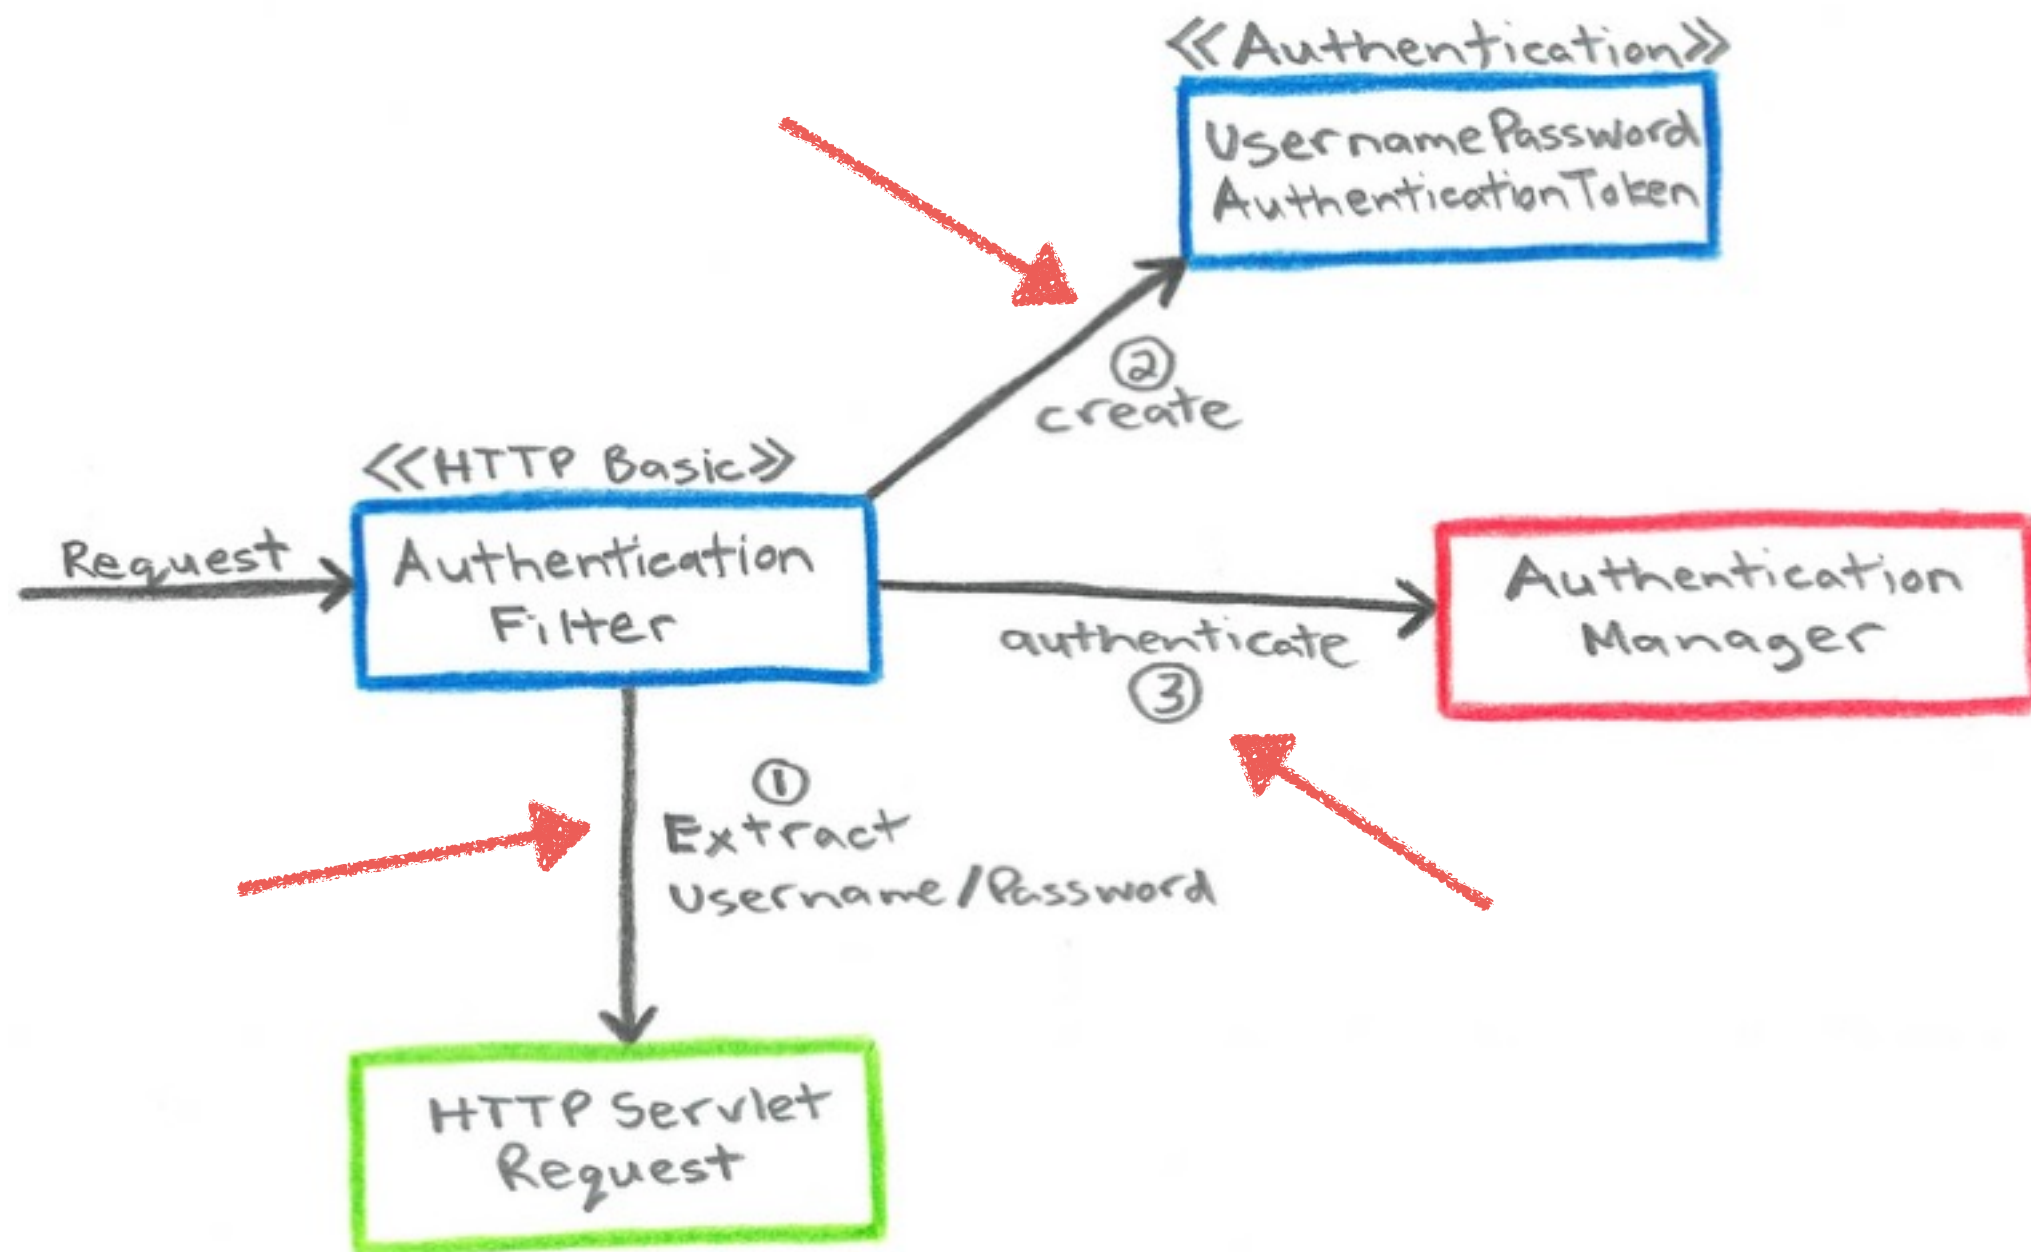 《Authentication》
UsernamePassword
AuthenticationToken
②
create
《HTTP Basic》
Request
Authentication
Filter
authenticate
③
Authentication
Manager
①
Extract
Username/Password
HTTP Servlet
Request